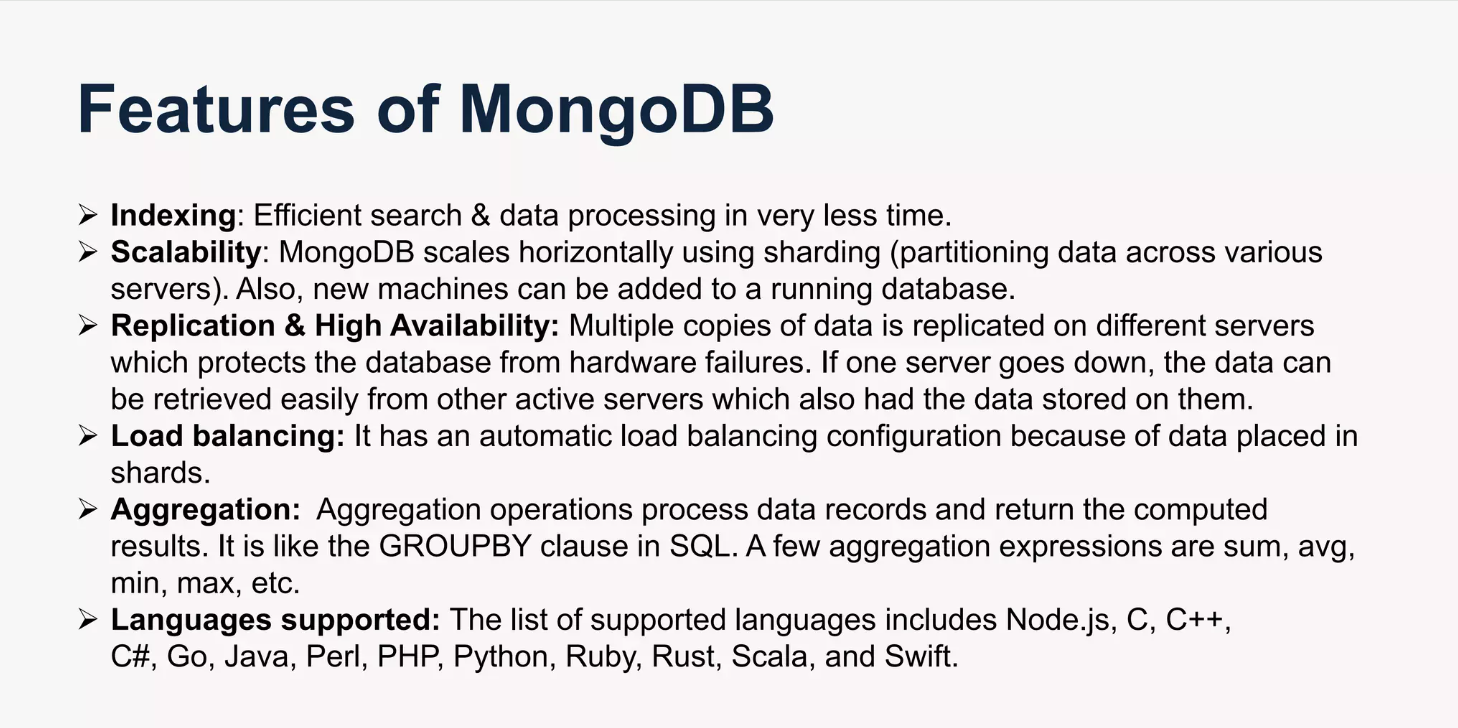 Features of MongoDB
➢ Indexing: Efficient search & data processing in very less time.
➢ Scalability: MongoDB scales horizontally using sharding (partitioning data across various
servers). Also, new machines can be added to a running database.
➢ Replication & High Availability: Multiple copies of data is replicated on different servers
which protects the database from hardware failures. If one server goes down, the data can
be retrieved easily from other active servers which also had the data stored on them.
➢ Load balancing: It has an automatic load balancing configuration because of data placed in
shards.
➢ Aggregation:  Aggregation operations process data records and return the computed
results. It is like the GROUPBY clause in SQL. A few aggregation expressions are sum, avg,
min, max, etc.
➢ Languages supported: The list of supported languages includes Node.js, C, C++,
C#, Go, Java, Perl, PHP, Python, Ruby, Rust, Scala, and Swift.